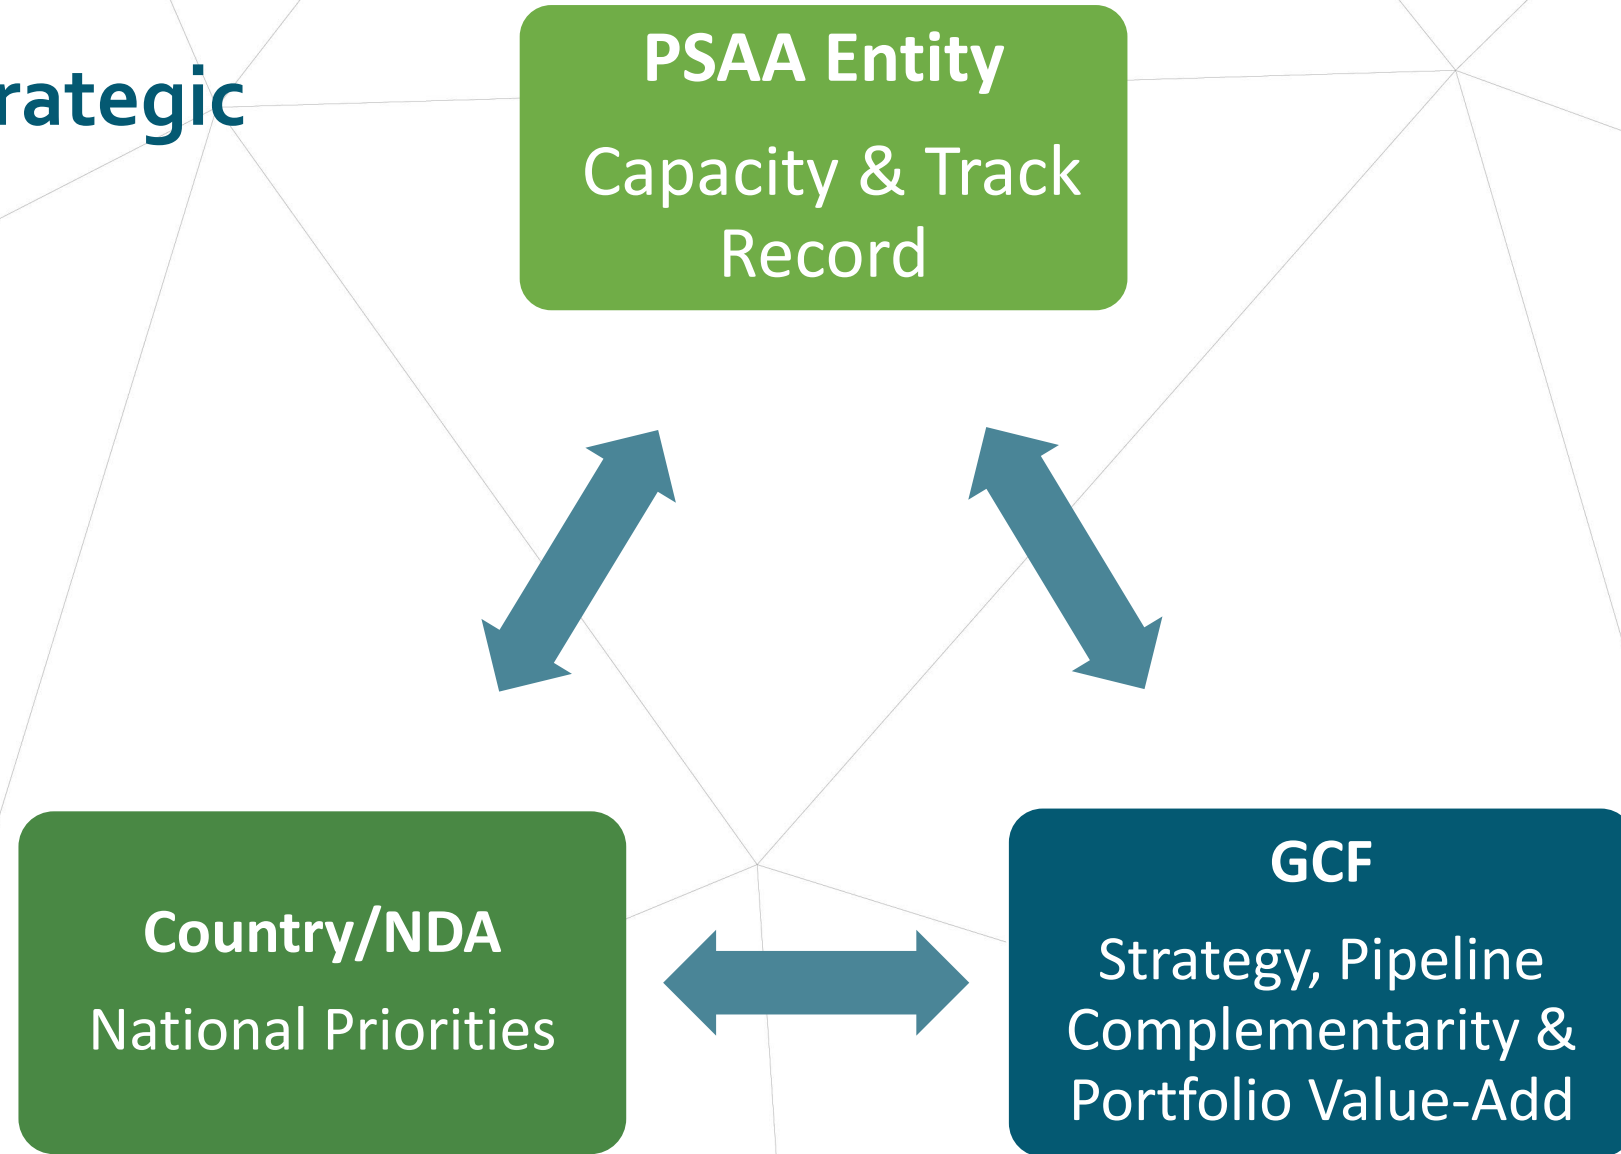 rategic
PSAA Entity
Capacity & Track
Record
Country/NDA
National Priorities
GCF
Strategy, Pipeline
Complementarity &
Portfolio Value-Add